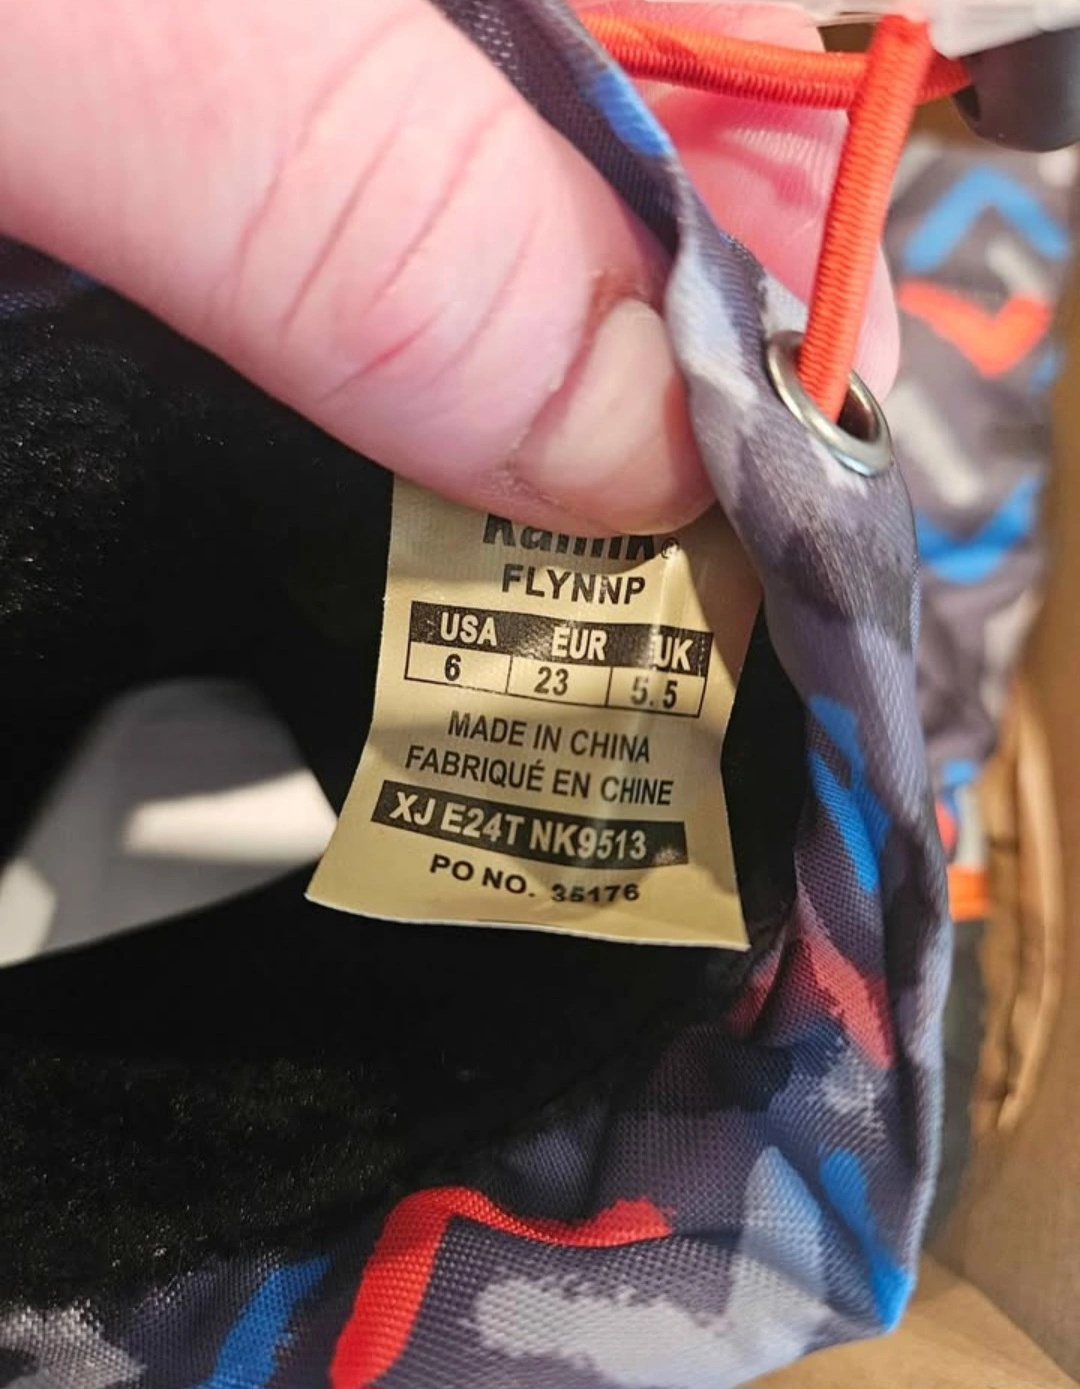 Kamik®
FLYNNP
USA EUR UK
6 23 5.5
MADE IN CHINA
FABRIQUÉ EN CHINE
XJ E24T NK9513
PO NO. 35176